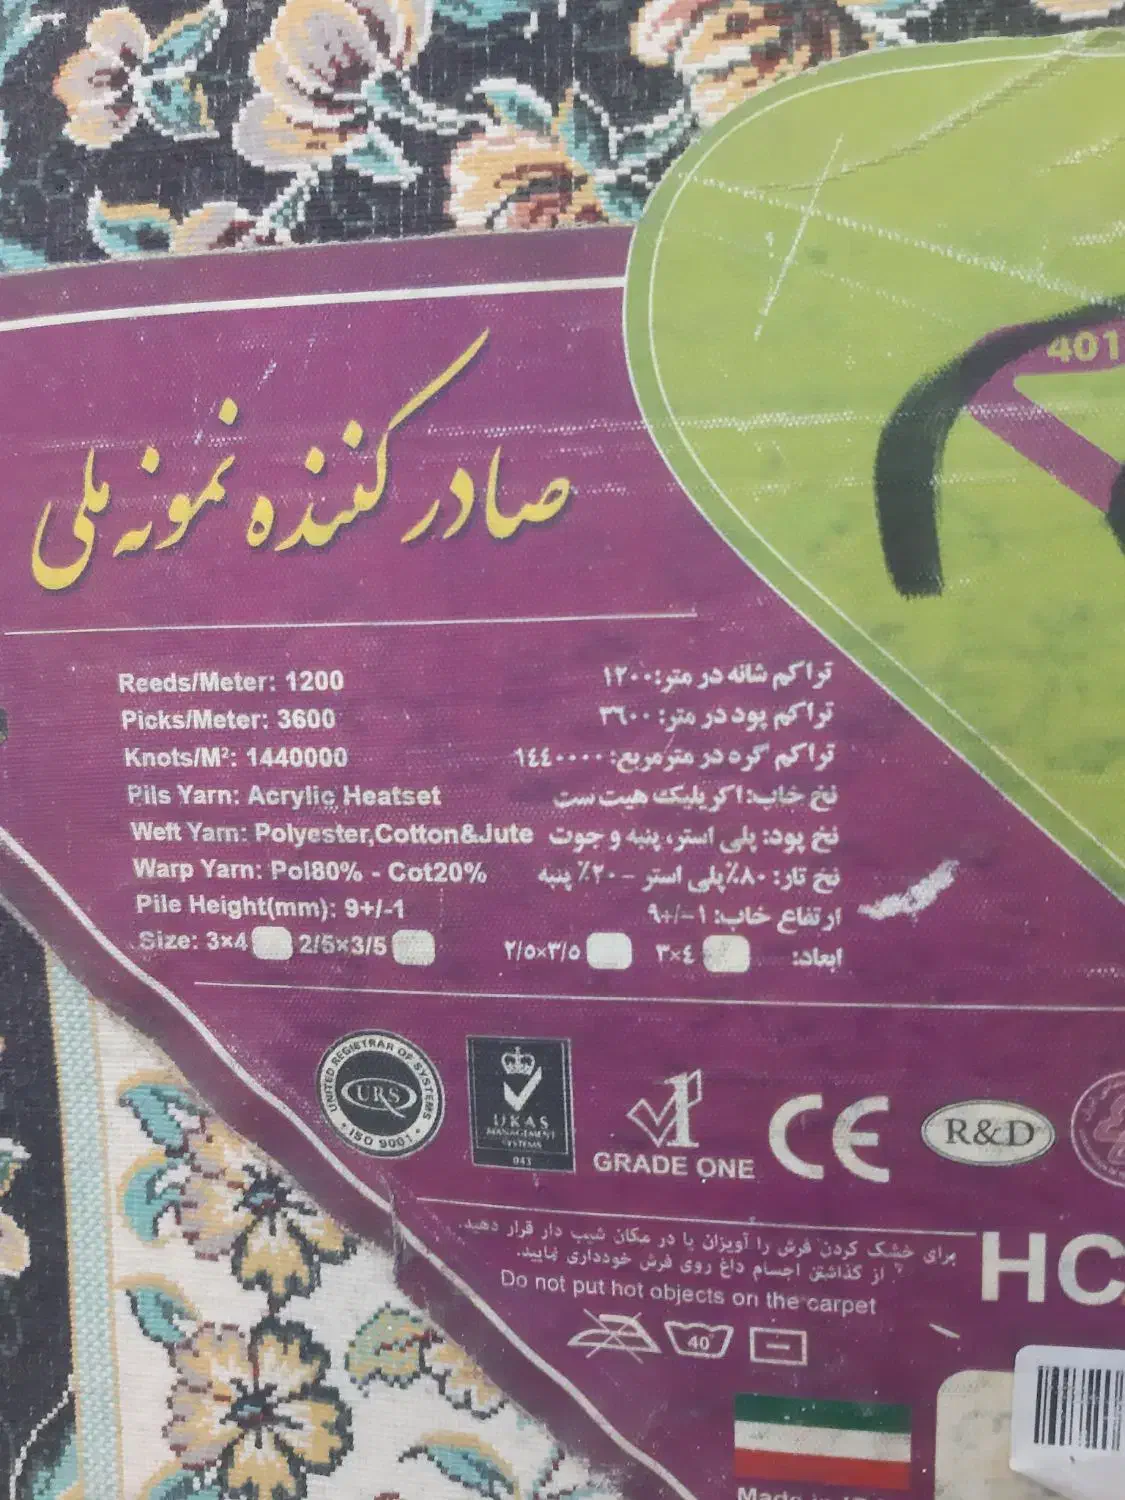 401
صادر کننده نمونه ملی
Reeds/Meter: 1200 تراکم شانه در متر: ۱۲۰۰
Picks/Meter: 3600 تراکم پود در متر: ۳٦۰۰
Knots/M²: 1440000 تراکم گره در مترمربع: ۱٤٤۰۰۰۰
Pils Yarn: Acrylic Heatset نخ خاب: اکریلیک هیت ست
Weft Yarn: Polyester,Cotton&Jute نخ پود: پلی استر، پنبه و جوت
Warp Yarn: Pol80% - Cot20% نخ تار: ۸۰٪ پلی استر - ۲۰٪ پنبه
Pile Height(mm): 9+/-1 ارتفاع خاب: ۱-/+۹
Size: 3×4 2/5×3/5 ابعاد: ۳×٤ ۲/۵×۳/۵
UNITED REGISTRAR OF SYSTEMS
URS
ISO 9001
UKAS
MANAGEMENT
SYSTEMS
043
GRADE ONE
CE
R&D
برای خشک کردن فرش را آویزان یا در مکان شیب دار قرار دهید.
از گذاشتن اجسام داغ روی فرش خودداری نمایید.
Do not put hot objects on the carpet
HC
40
Made in